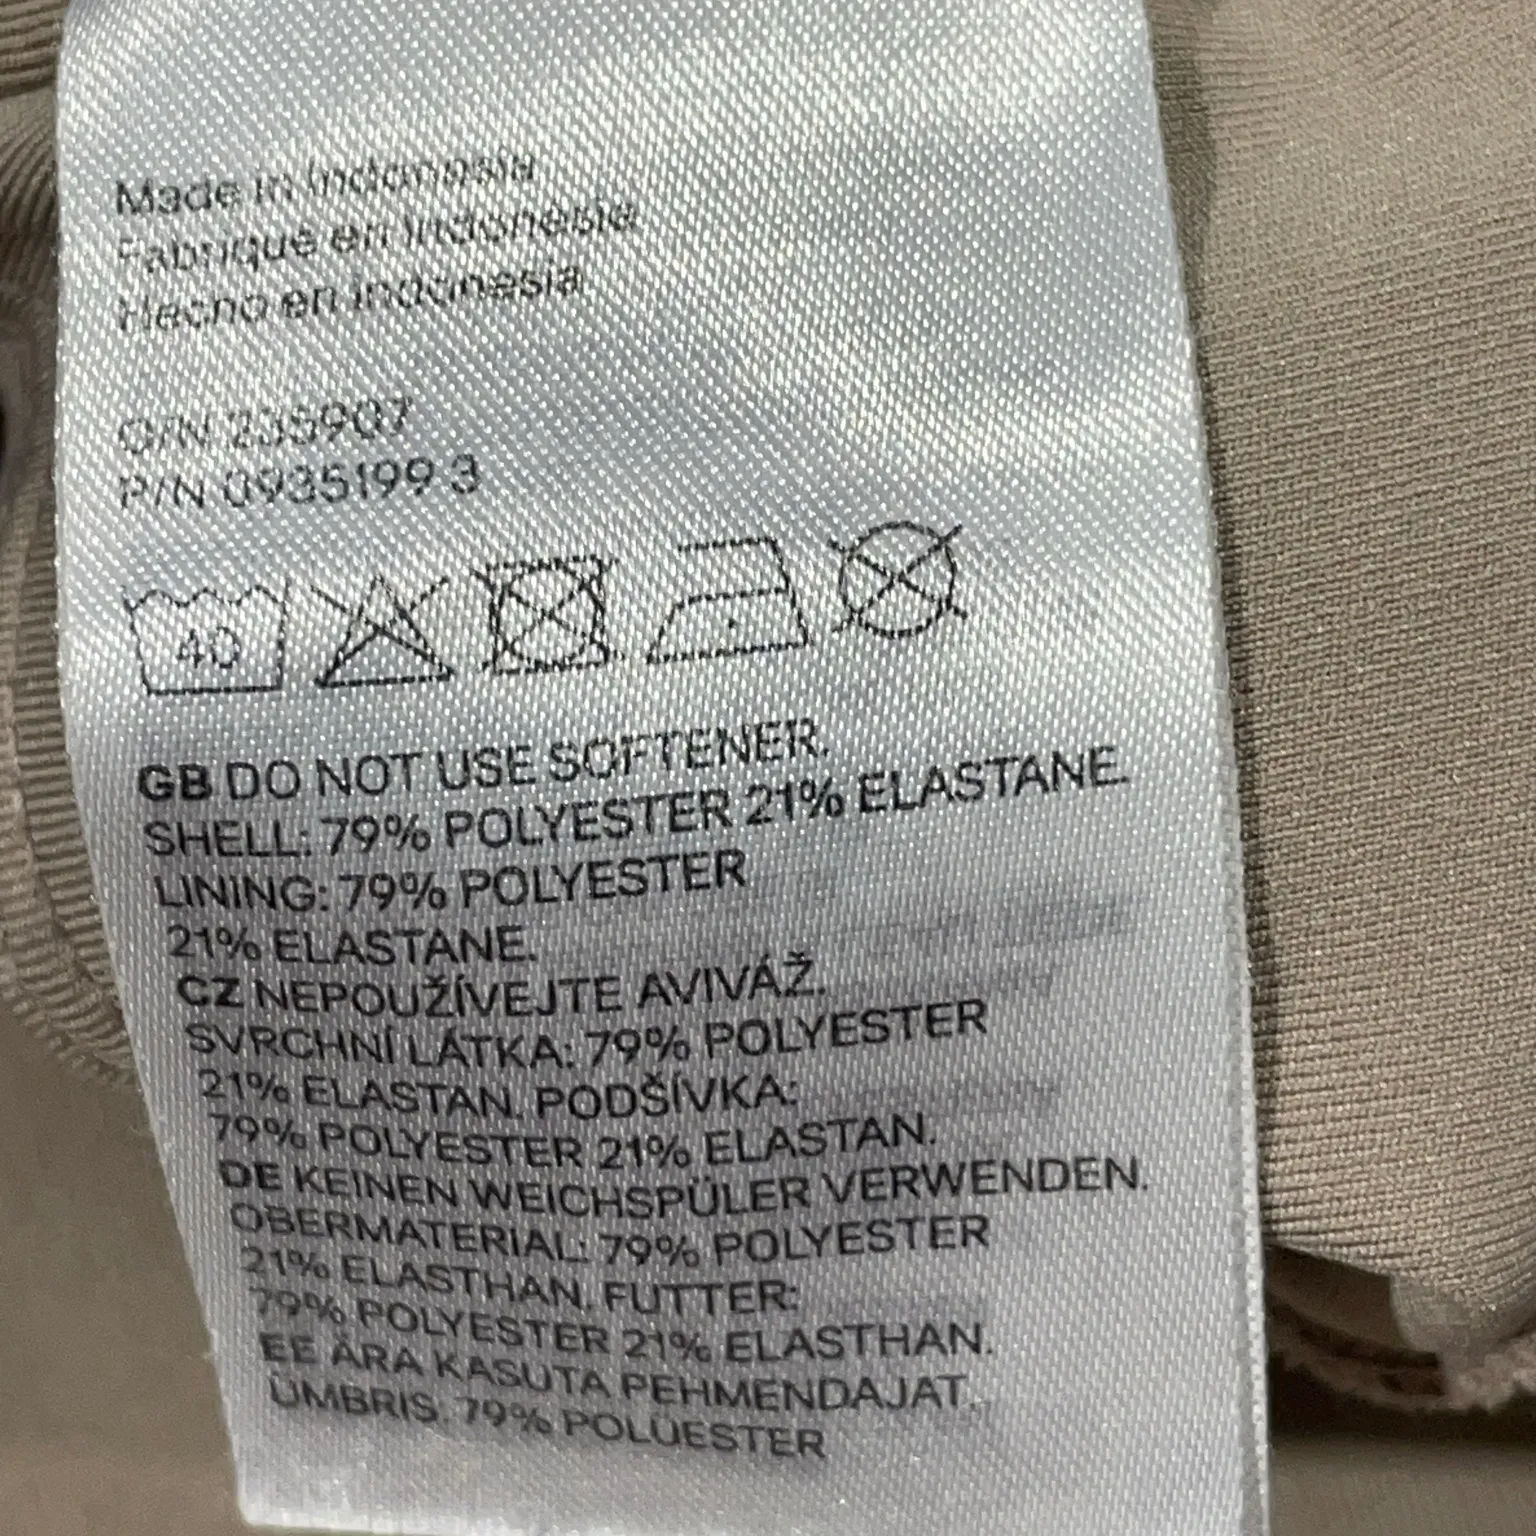 Made in Indonesia
Fabriqué en Indonésie
Hecho en Indonesia
O/N 235907
P/N 0935199 3
40
GB DO NOT USE SOFTENER.
SHELL: 79% POLYESTER 21% ELASTANE.
LINING: 79% POLYESTER
21% ELASTANE.
CZ NEPOUŽÍVEJTE AVIVÁŽ.
SVRCHNÍ LÁTKA: 79% POLYESTER
21% ELASTAN. PODŠÍVKA:
79% POLYESTER 21% ELASTAN.
DE KEINEN WEICHSPÜLER VERWENDEN.
OBERMATERIAL: 79% POLYESTER
21% ELASTHAN. FUTTER:
79% POLYESTER 21% ELASTHAN.
EE ÄRA KASUTA PEHMENDAJAT.
ÜMBRIS. 79% POLÜESTER